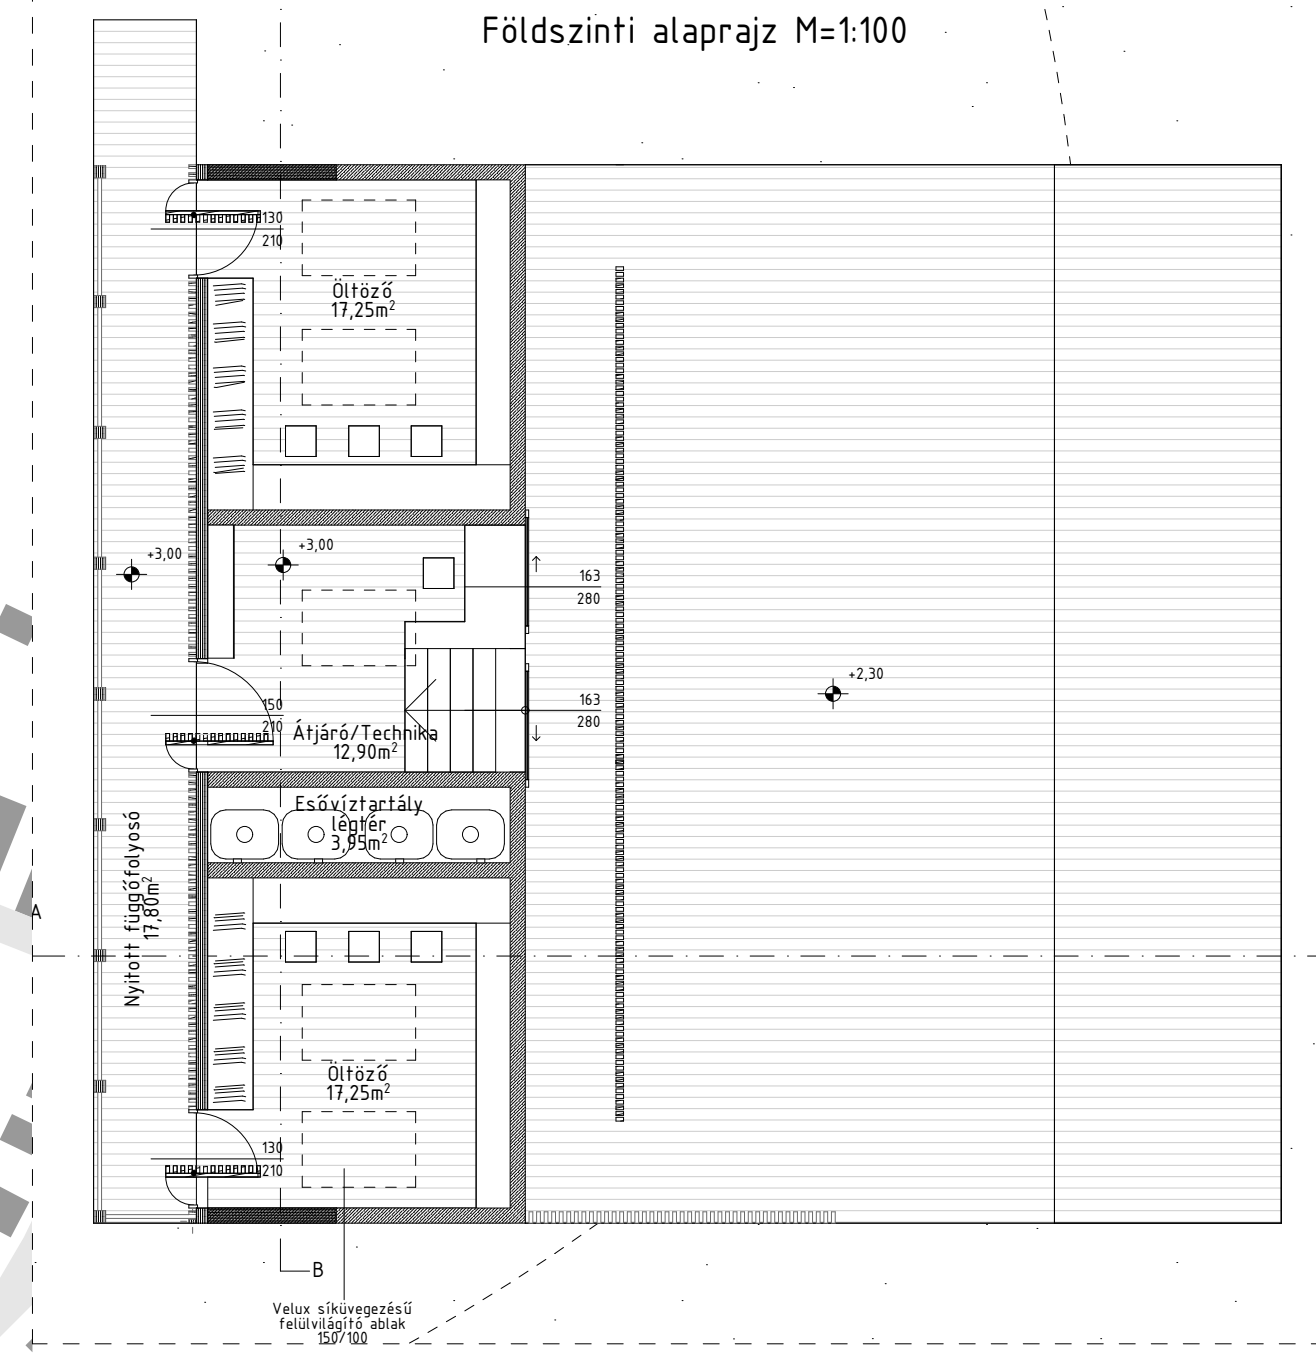 Földszinti alaprajz M=1:100
130
210
Öltöző
17,25m²
+3,00
+3,00
163
280
+2,30
150
210
163
280
Átjáró/Technika
12,90m²
Esővíztartály
légtér
3,95m²
Nyitott függőfolyosó
17,80m²
A
Öltöző
17,25m²
130
210
B
Velux síküvegezésű
felülvilágító ablak
150/100